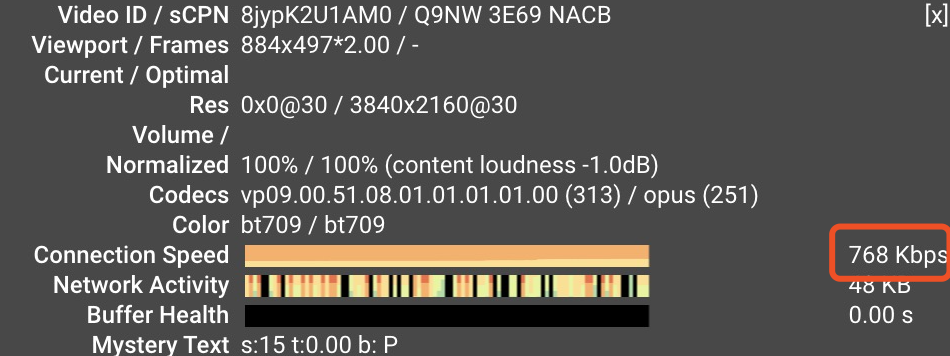 Video ID / sCPN 8jypK2U1AM0 / Q9NW 3E69 NACB [x]
Viewport / Frames 884x497*2.00 / -
Current / Optimal
Res 0x0@30 / 3840x2160@30
Volume /
Normalized 100% / 100% (content loudness -1.0dB)
Codecs vp09.00.51.08.01.01.01.01.00 (313) / opus (251)
Color bt709 / bt709
Connection Speed 768 Kbps
Network Activity 48 KB
Buffer Health 0.00 s
Mystery Text s:15 t:0.00 b: P